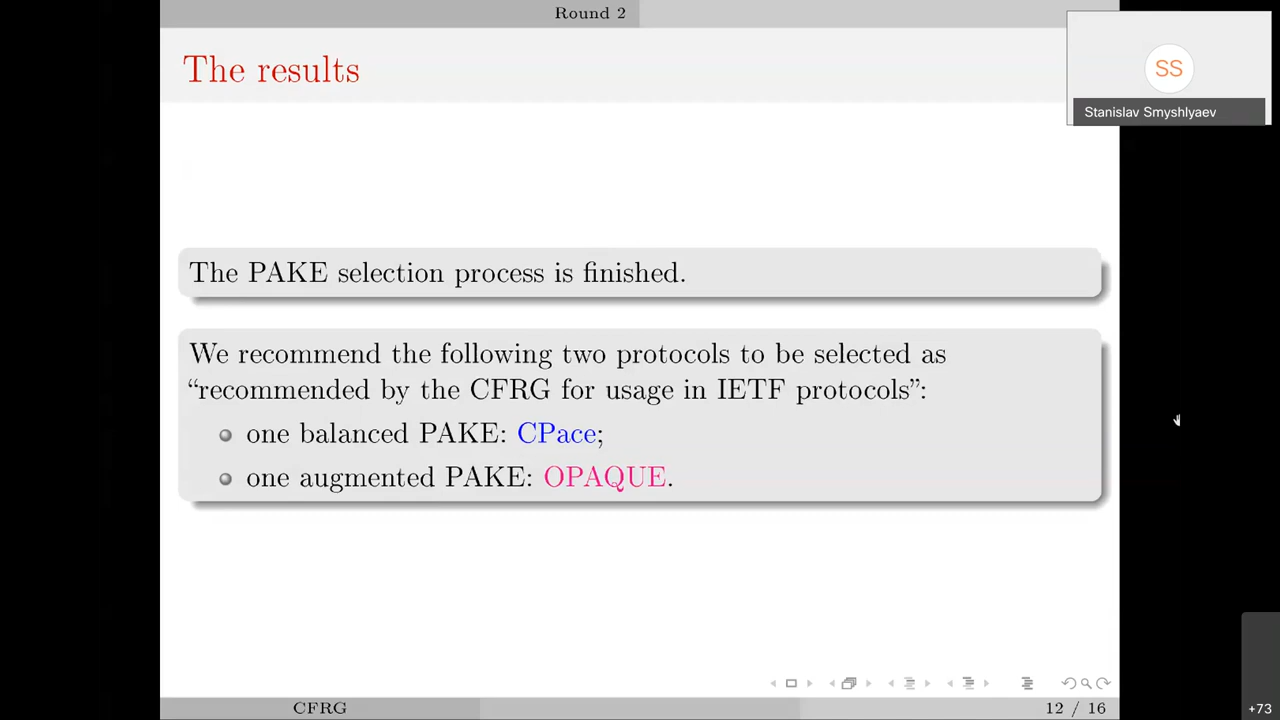 Round 2
The results
SS
Stanislav Smyshlyaev
The PAKE selection process is finished.
We recommend the following two protocols to be selected as
“recommended by the CFRG for usage in IETF protocols”:
one balanced PAKE: CPace;
one augmented PAKE: OPAQUE.
CFRG
12 / 16
+73